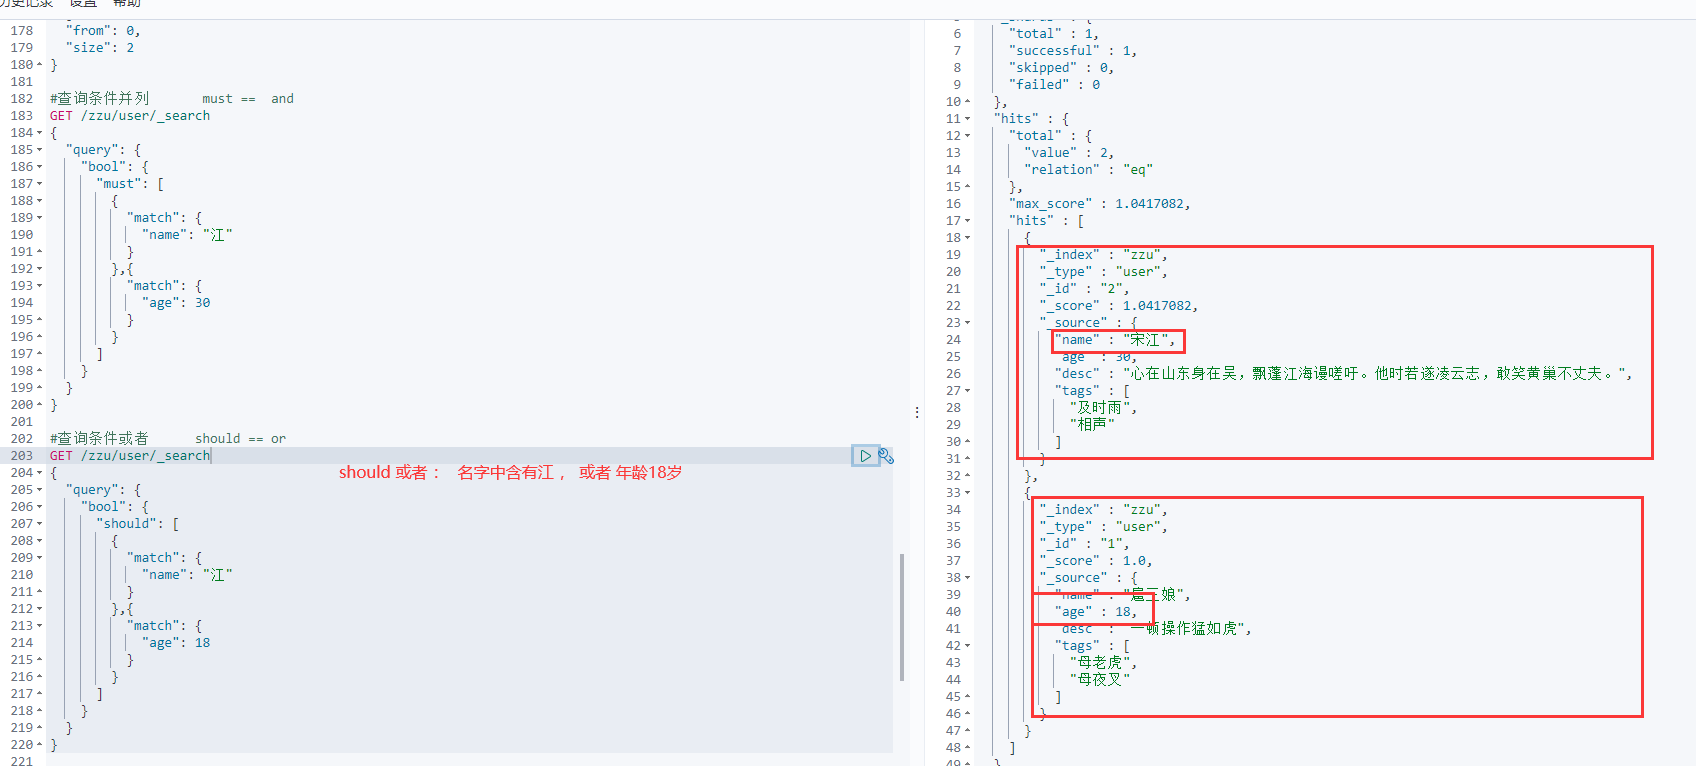 历史记录 设置 帮助
178 "from": 0,
179 "size": 2
180 }
181
182 #查询条件并列 must == and
183 GET /zzu/user/_search
184 {
185 "query": {
186 "bool": {
187 "must": [
188 {
189 "match": {
190 "name": "江"
191 }
192 },{
193 "match": {
194 "age": 30
195 }
196 }
197 ]
198 }
199 }
200 }
201
202 #查询条件或者 should == or
203 GET /zzu/user/_search
204 {
should 或者： 名字中含有江， 或者 年龄18岁
205 "query": {
206 "bool": {
207 "should": [
208 {
209 "match": {
210 "name": "江"
211 }
212 },{
213 "match": {
214 "age": 18
215 }
216 }
217 ]
218 }
219 }
220 }
221
6 "total" : 1,
7 "successful" : 1,
8 "skipped" : 0,
9 "failed" : 0
10 },
11 "hits" : {
12 "total" : {
13 "value" : 2,
14 "relation" : "eq"
15 },
16 "max_score" : 1.0417082,
17 "hits" : [
18 {
19 "_index" : "zzu",
20 "_type" : "user",
21 "_id" : "2",
22 "_score" : 1.0417082,
23 "_source" : {
24 "name" : "宋江",
25 "age" : 30,
26 "desc" : "心在山东身在吴，飘蓬江海谩嗟吁。他时若遂凌云志，敢笑黄巢不丈夫。",
27 "tags" : [
28 "及时雨",
29 "相声"
30 ]
31 }
32 },
33 {
34 "_index" : "zzu",
35 "_type" : "user",
36 "_id" : "1",
37 "_score" : 1.0,
38 "_source" : {
39 "name" : "扈三娘",
40 "age" : 18,
41 "desc" : "一顿操作猛如虎",
42 "tags" : [
43 "母老虎",
44 "母夜叉"
45 ]
46 }
47 }
48 ]
49 }